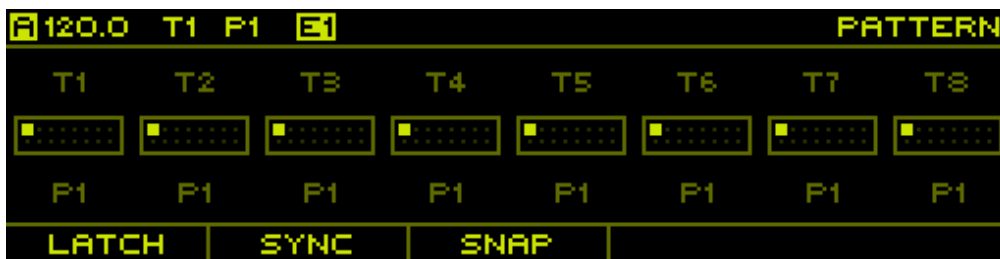 A 120.0 T1 P1 E1 PATTERN
T1 T2 T3 T4 T5 T6 T7 T8
P1 P1 P1 P1 P1 P1 P1 P1
LATCH SYNC SNAP